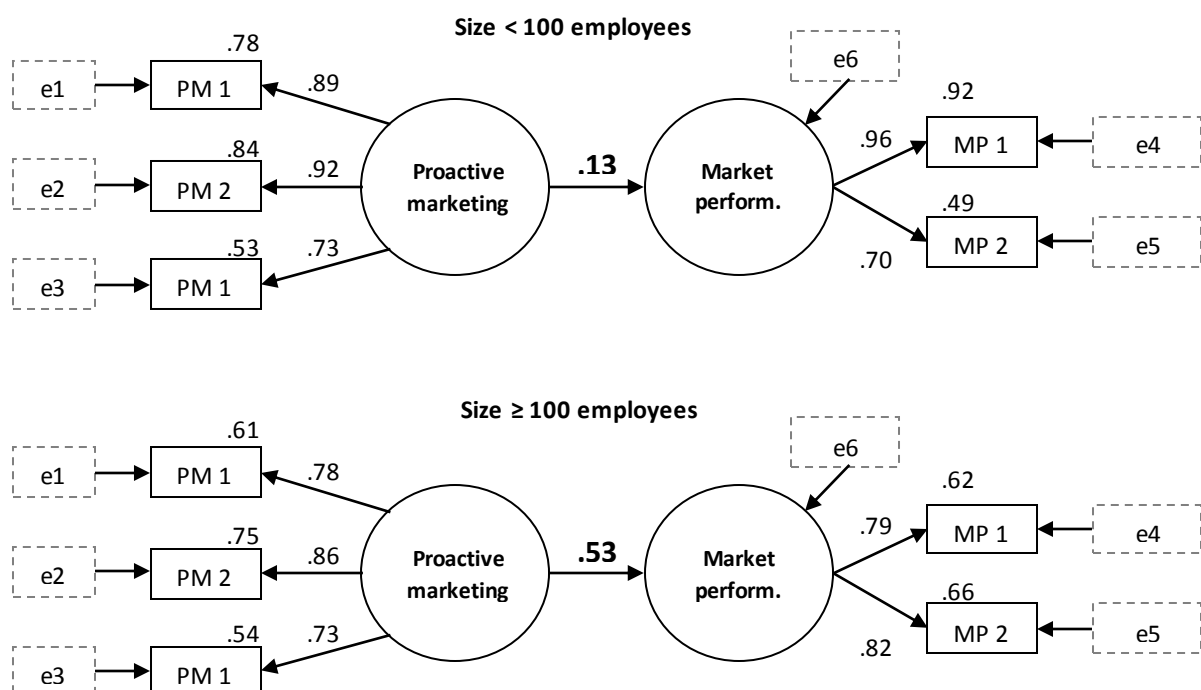 Size < 100 employees
.78
e1
PM 1
.89
e6
.92
.84
e2
PM 2
.92
Proactive
marketing
.13
Market
perform.
.96
MP 1
e4
.49
.53
e3
PM 1
.73
.70
MP 2
e5
Size ≥ 100 employees
.61
e1
PM 1
.78
e6
.62
.75
e2
PM 2
.86
Proactive
marketing
.53
Market
perform.
.79
MP 1
e4
.66
.54
e3
PM 1
.73
.82
MP 2
e5